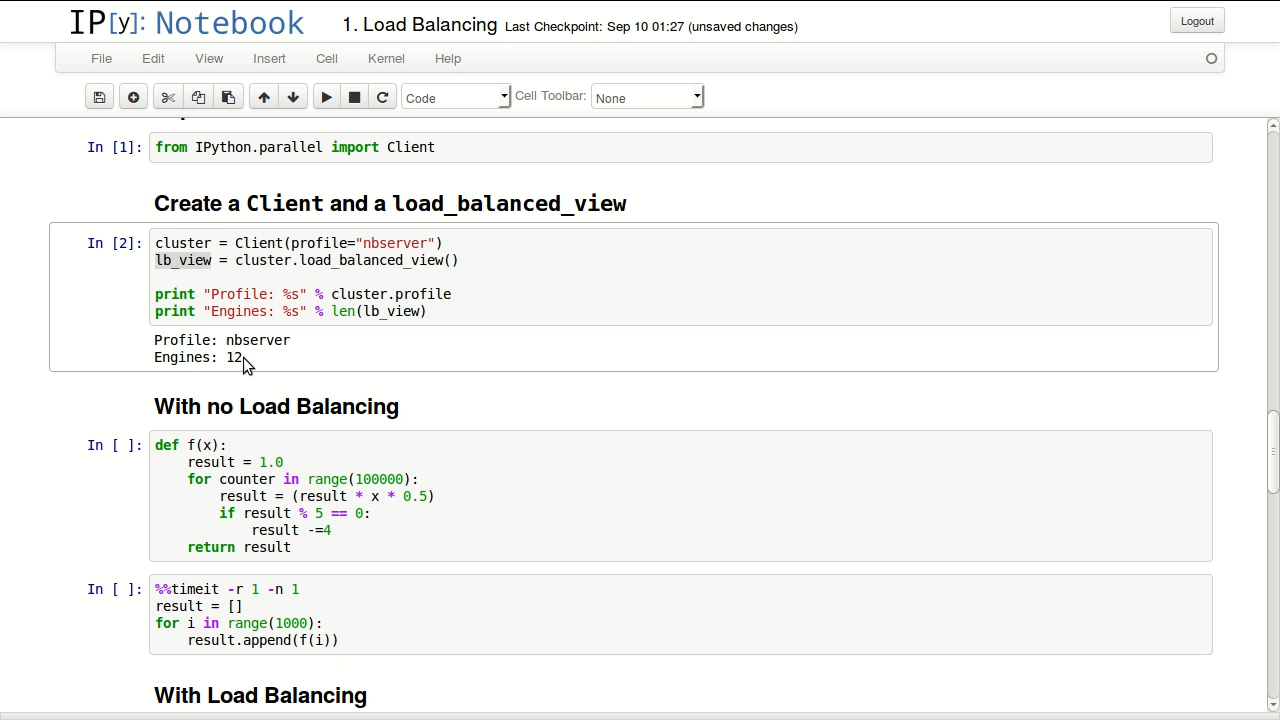 IP[y]: Notebook
1. Load Balancing Last Checkpoint: Sep 10 01:27 (unsaved changes)
Logout
File Edit View Insert Cell Kernel Help
Code Cell Toolbar: None
In [1]: from IPython.parallel import Client
Create a Client and a load_balanced_view
In [2]: cluster = Client(profile="nbserver")
lb_view = cluster.load_balanced_view()
print "Profile: %s" % cluster.profile
print "Engines: %s" % len(lb_view)
Profile: nbserver
Engines: 12
With no Load Balancing
In [ ]: def f(x):
    result = 1.0
    for counter in range(100000):
        result = (result * x * 0.5)
        if result % 5 == 0:
            result -=4
    return result
In [ ]: %%timeit -r 1 -n 1
result = []
for i in range(1000):
    result.append(f(i))
With Load Balancing